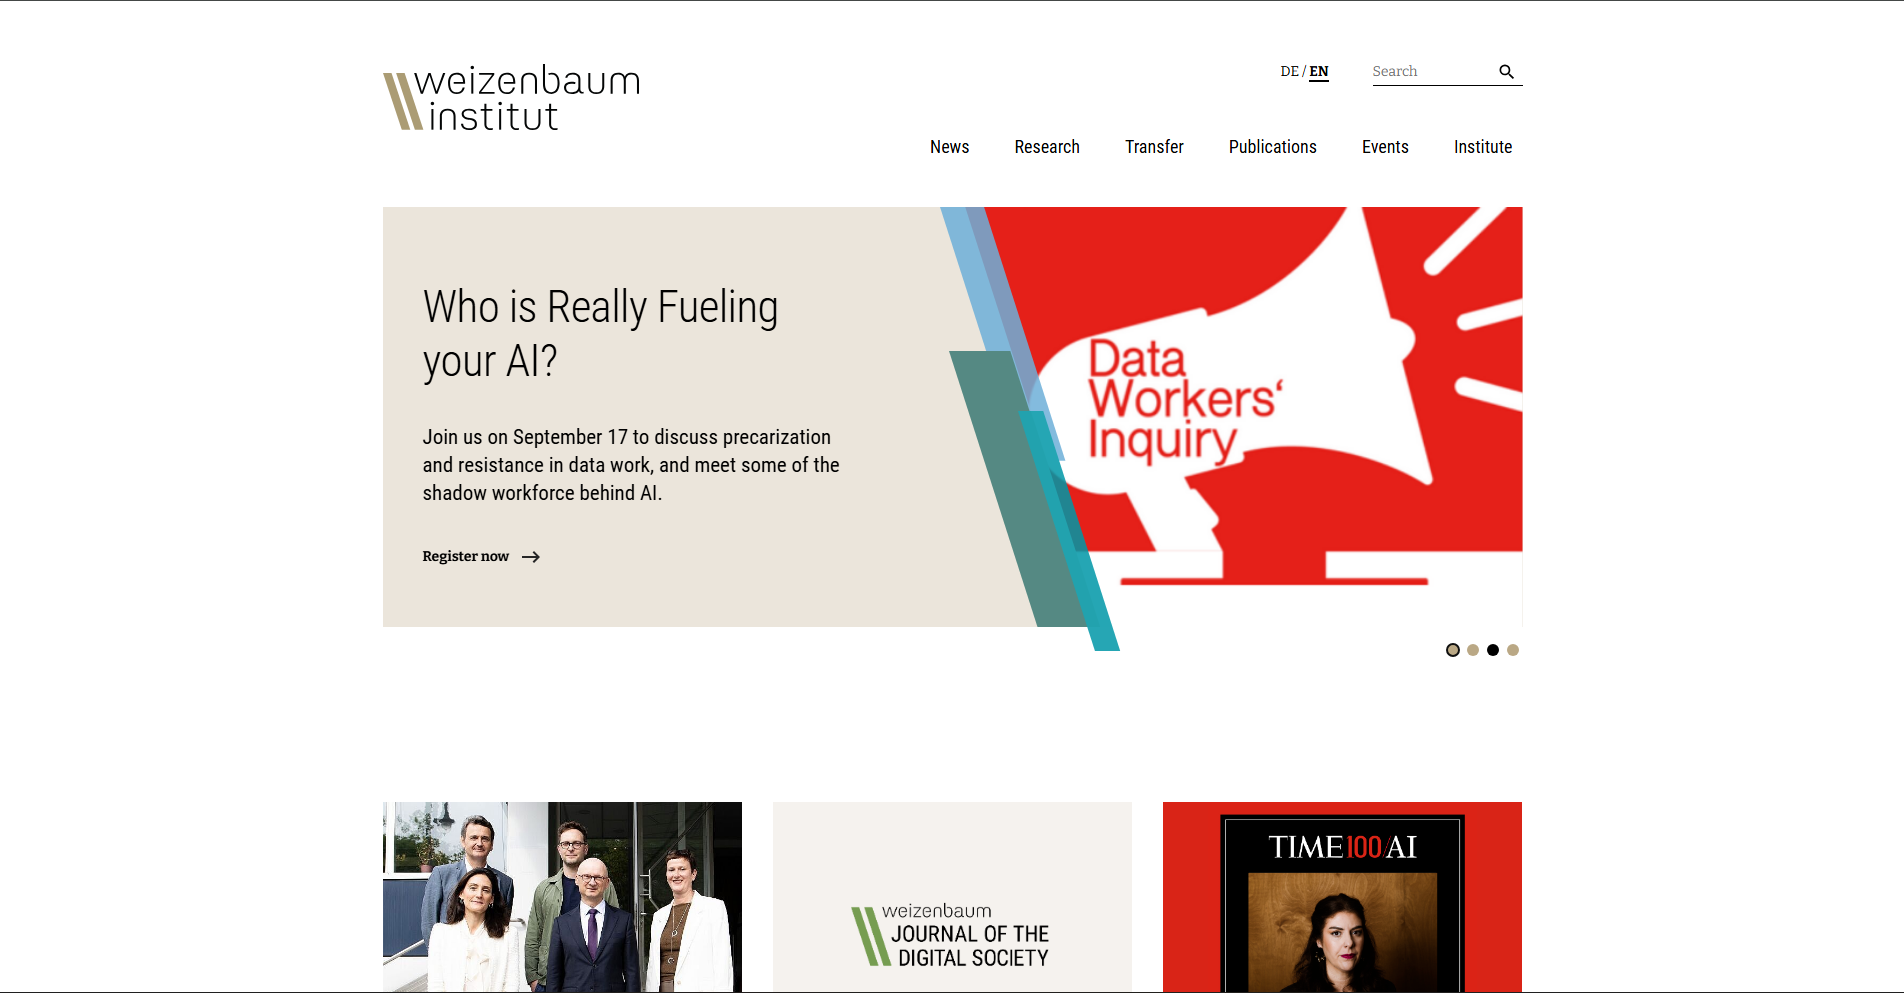 weizenbaum
institut
DE / EN
Search
News
Research
Transfer
Publications
Events
Institute
Who is Really Fueling
your AI?
Join us on September 17 to discuss precarization
and resistance in data work, and meet some of the
shadow workforce behind AI.
Register now
Data
Workers‘
Inquiry
weizenbaum
JOURNAL OF THE
DIGITAL SOCIETY
TIME100/AI